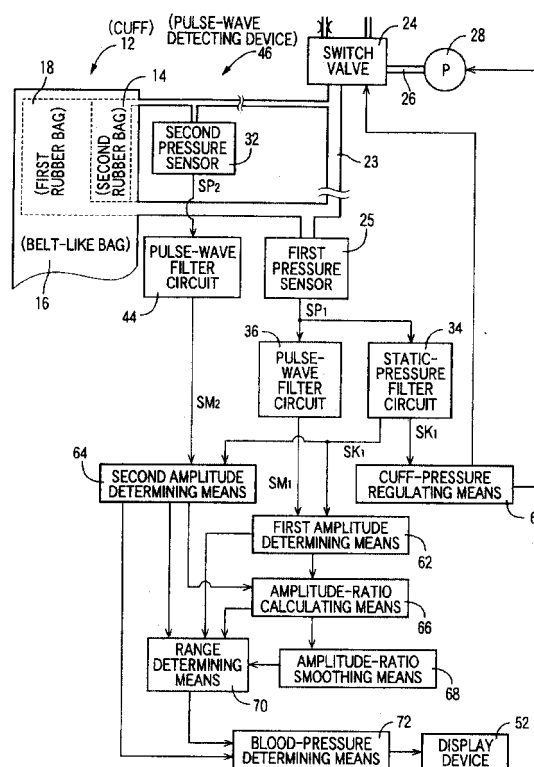 (CUFF)
12
(PULSE-WAVE
DETECTING DEVICE)
46
24
SWITCH
VALVE
28
P
26
18
14
(FIRST
RUBBER BAG)
(SECOND
RUBBER BAG)
SECOND
PRESSURE
SENSOR
32
23
SP2
(BELT-LIKE BAG)
16
PULSE-WAVE
FILTER
CIRCUIT
44
25
FIRST
PRESSURE
SENSOR
SP1
36
PULSE-
WAVE
FILTER
CIRCUIT
34
STATIC-
PRESSURE
FILTER
CIRCUIT
SM2
SK1
SK1
SM1
64
SECOND AMPLITUDE
DETERMINING MEANS
CUFF-PRESSURE
REGULATING MEANS
FIRST AMPLITUDE
DETERMINING MEANS
62
AMPLITUDE-RATIO
CALCULATING MEANS
66
RANGE
DETERMINING
MEANS
70
AMPLITUDE-RATIO
SMOOTHING MEANS
68
72
BLOOD-PRESSURE
DETERMINING MEANS
52
DISPLAY
DEVICE